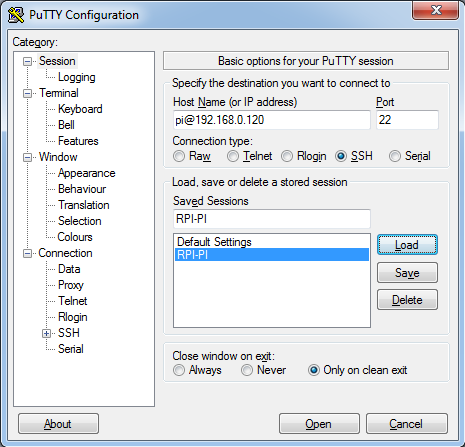 PuTTY Configuration
Category:
Session
Logging
Terminal
Keyboard
Bell
Features
Window
Appearance
Behaviour
Translation
Selection
Colours
Connection
Data
Proxy
Telnet
Rlogin
SSH
Serial
Basic options for your PuTTY session
Specify the destination you want to connect to
Host Name (or IP address) Port
pi@192.168.0.120 22
Connection type:
Raw Telnet Rlogin SSH Serial
Load, save or delete a stored session
Saved Sessions
RPI-PI
Default Settings
RPI-PI
Load
Save
Delete
Close window on exit:
Always Never Only on clean exit
About Open Cancel